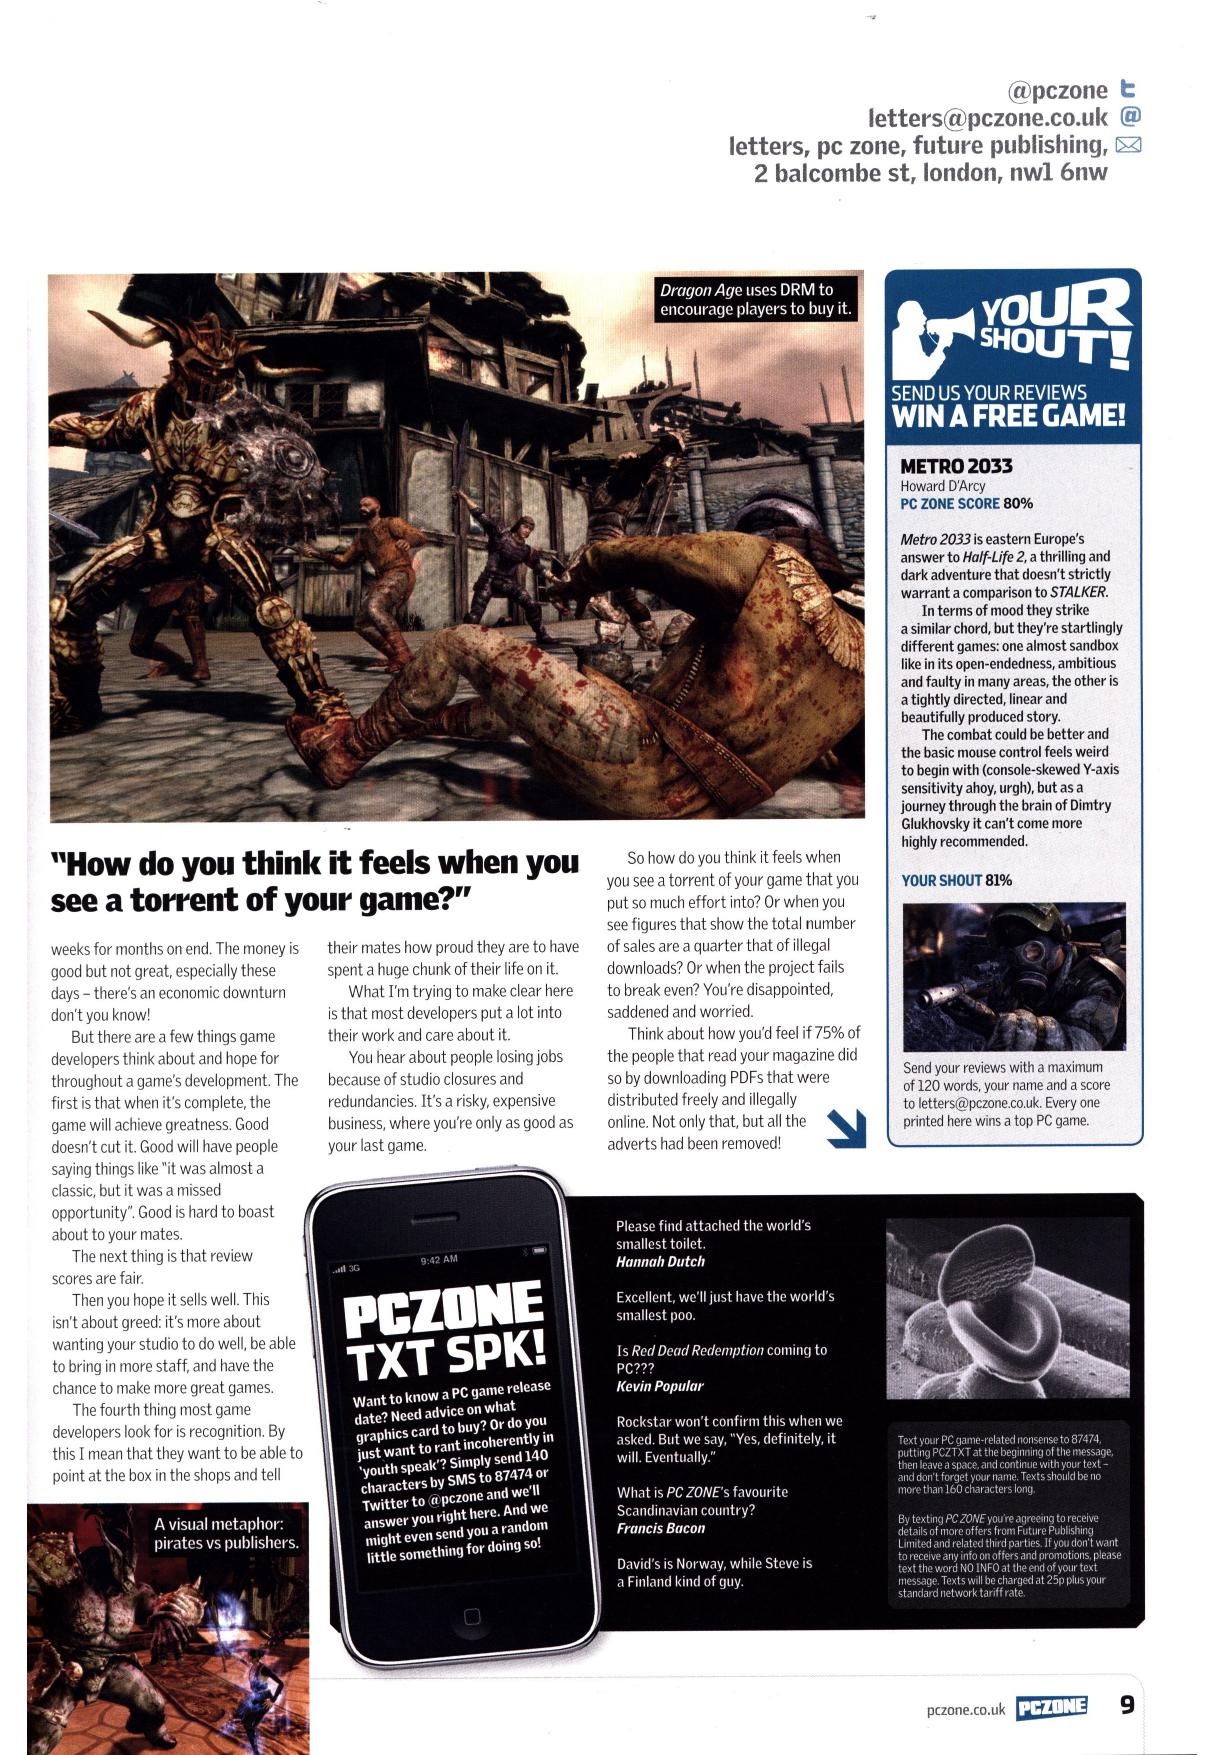 @pczone
letters@pczone.co.uk
letters, pc zone, future publishing,
2 balcombe st, london, nw1 6nw
Dragon Age uses DRM to
encourage players to buy it.
"How do you think it feels when you
see a torrent of your game?"
weeks for months on end. The money is
good but not great, especially these
days – there's an economic downturn
don't you know!
But there are a few things game
developers think about and hope for
throughout a game's development. The
first is that when it's complete, the
game will achieve greatness. Good
doesn't cut it. Good will have people
saying things like "it was almost a
classic, but it was a missed
opportunity". Good is hard to boast
about to your mates.
The next thing is that review
scores are fair.
Then you hope it sells well. This
isn't about greed: it's more about
wanting your studio to do well, be able
to bring in more staff, and have the
chance to make more great games.
The fourth thing most game
developers look for is recognition. By
this I mean that they want to be able to
point at the box in the shops and tell
their mates how proud they are to have
spent a huge chunk of their life on it.
What I'm trying to make clear here
is that most developers put a lot into
their work and care about it.
You hear about people losing jobs
because of studio closures and
redundancies. It's a risky, expensive
business, where you're only as good as
your last game.
So how do you think it feels when
you see a torrent of your game that you
put so much effort into? Or when you
see figures that show the total number
of sales are a quarter that of illegal
downloads? Or when the project fails
to break even? You're disappointed,
saddened and worried.
Think about how you'd feel if 75% of
the people that read your magazine did
so by downloading PDFs that were
distributed freely and illegally
online. Not only that, but all the
adverts had been removed!
A visual metaphor:
pirates vs publishers.
YOUR
SHOUT!
SEND US YOUR REVIEWS
WIN A FREE GAME!
METRO 2033
Howard D'Arcy
PC ZONE SCORE 80%
Metro 2033 is eastern Europe's
answer to Half-Life 2, a thrilling and
dark adventure that doesn't strictly
warrant a comparison to STALKER.
In terms of mood they strike
a similar chord, but they're startlingly
different games: one almost sandbox
like in its open-endedness, ambitious
and faulty in many areas, the other is
a tightly directed, linear and
beautifully produced story.
The combat could be better and
the basic mouse control feels weird
to begin with (console-skewed Y-axis
sensitivity ahoy, urgh), but as a
journey through the brain of Dimtry
Glukhovsky it can't come more
highly recommended.
YOUR SHOUT 81%
Send your reviews with a maximum
of 120 words, your name and a score
to letters@pczone.co.uk. Every one
printed here wins a top PC game.
3G
9:42 AM
PCZONE
TXT SPK!
Want to know a PC game release
date? Need advice on what
graphics card to buy? Or do you
just want to rant incoherently in
'youth speak'? Simply send 140
characters by SMS to 87474 or
Twitter to @pczone and we'll
answer you right here. And we
might even send you a random
little something for doing so!
Please find attached the world's
smallest toilet.
Hannah Dutch
Excellent, we'll just have the world's
smallest poo.
Is Red Dead Redemption coming to
PC???
Kevin Popular
Rockstar won't confirm this when we
asked. But we say, "Yes, definitely, it
will. Eventually."
What is PC ZONE's favourite
Scandinavian country?
Francis Bacon
David's is Norway, while Steve is
a Finland kind of guy.
Text your PC game-related nonsense to 87474,
putting PCZTXT at the beginning of the message,
then leave a space, and continue with your text –
and don't forget your name. Texts should be no
more than 160 characters long.
By texting PC ZONE you're agreeing to receive
details of more offers from Future Publishing
Limited and related third parties. If you don't want
to receive any info on offers and promotions, please
text the word NO INFO at the end of your text
message. Texts will be charged at 25p plus your
standard network tariff rate.
pczone.co.uk PCZONE 9